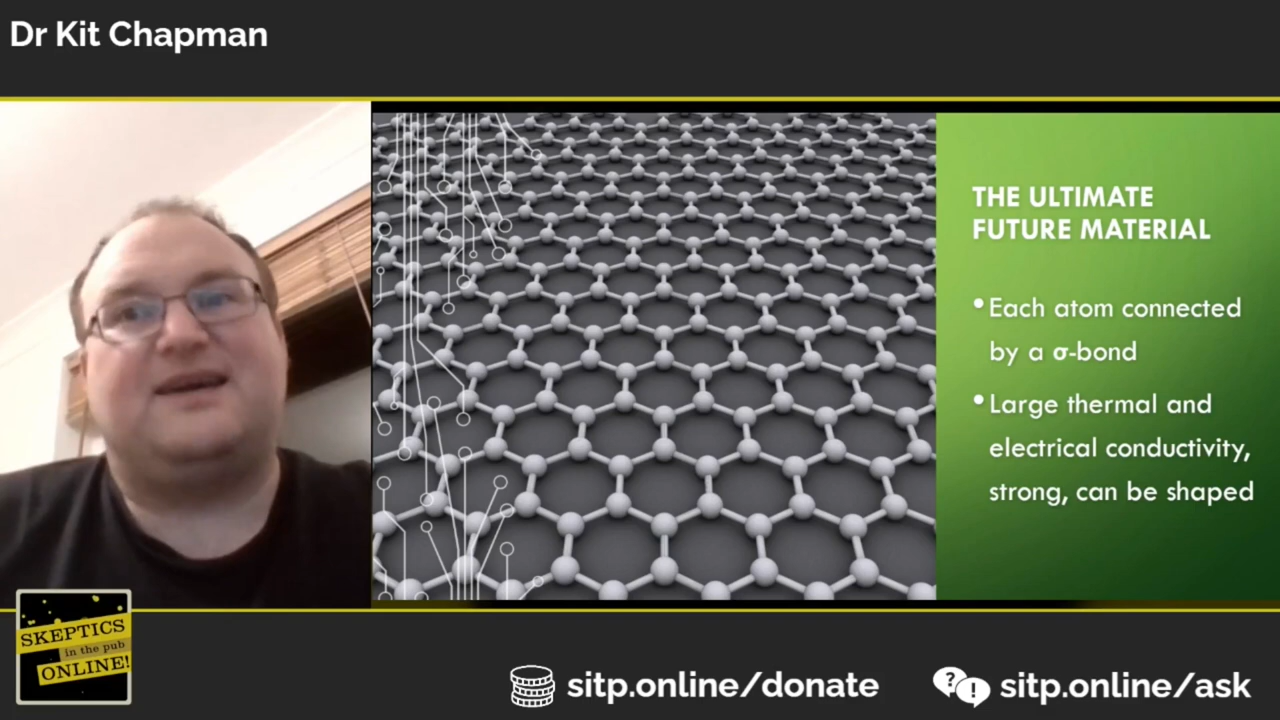 Dr Kit Chapman
THE ULTIMATE
FUTURE MATERIAL
• Each atom connected
by a σ-bond
• Large thermal and
electrical conductivity,
strong, can be shaped
SKEPTICS
in the pub
ONLINE!
sitp.online/donate
? !
sitp.online/ask